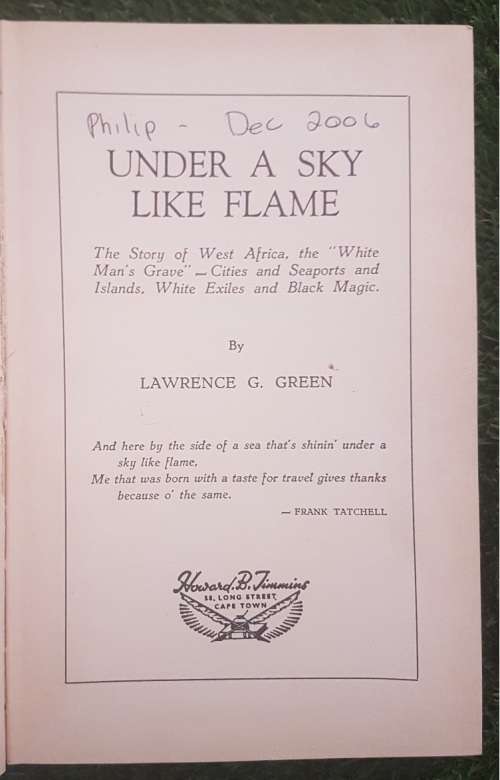 Philip - Dec 2006
UNDER A SKY
LIKE FLAME
The Story of West Africa, the "White
Man's Grave" — Cities and Seaports and
Islands, White Exiles and Black Magic.
By
LAWRENCE G. GREEN
And here by the side of a sea that's shinin' under a
sky like flame,
Me that was born with a taste for travel gives thanks
because o' the same.
— FRANK TATCHELL
Howard. B. Timmins
58, LONG STREET
CAPE TOWN